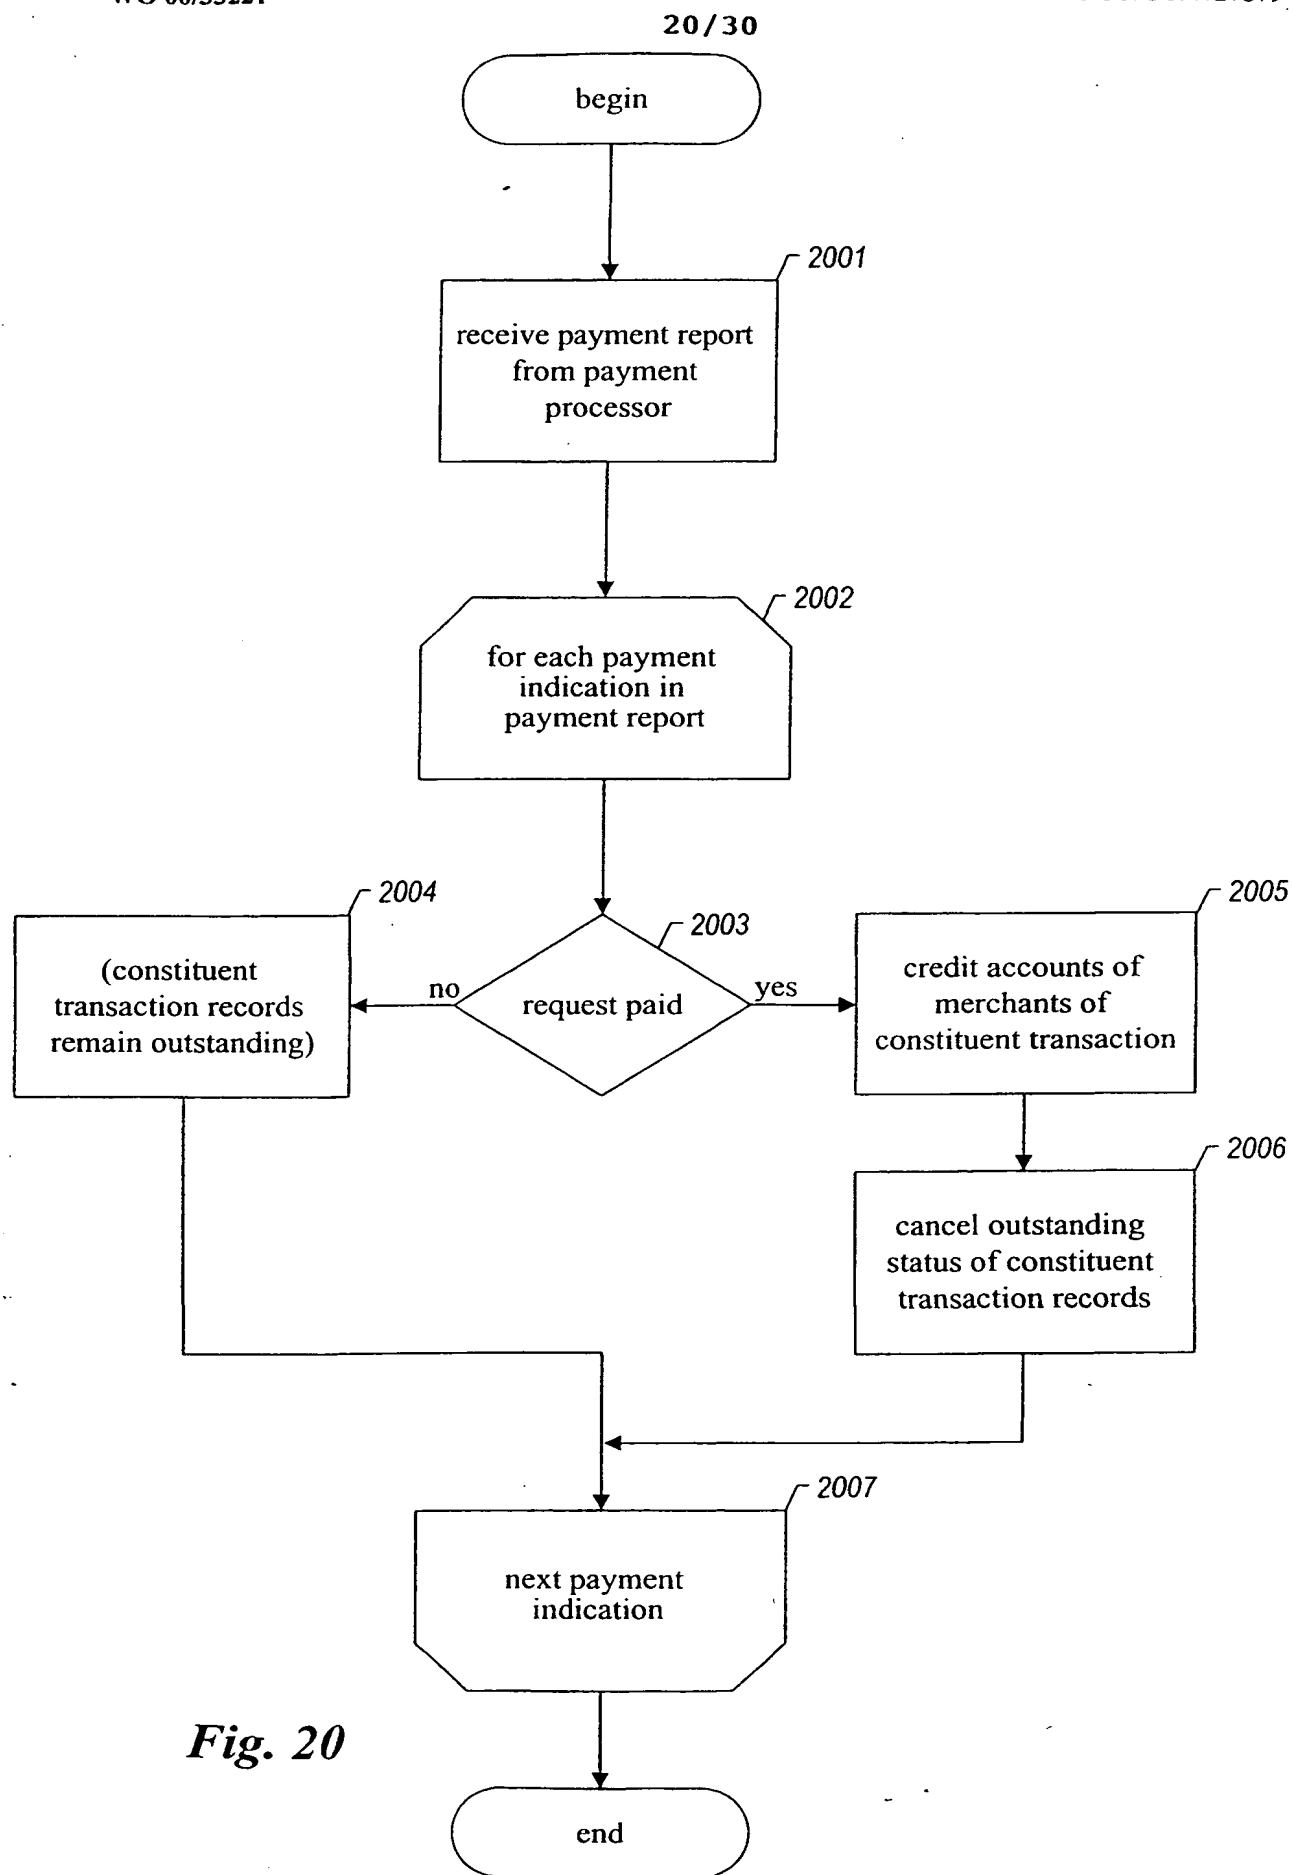 20/30
begin
2001
receive payment report
from payment
processor
2002
for each payment
indication in
payment report
2003
request paid
no
yes
2004
(constituent
transaction records
remain outstanding)
2005
credit accounts of
merchants of
constituent transaction
2006
cancel outstanding
status of constituent
transaction records
2007
next payment
indication
Fig. 20
end